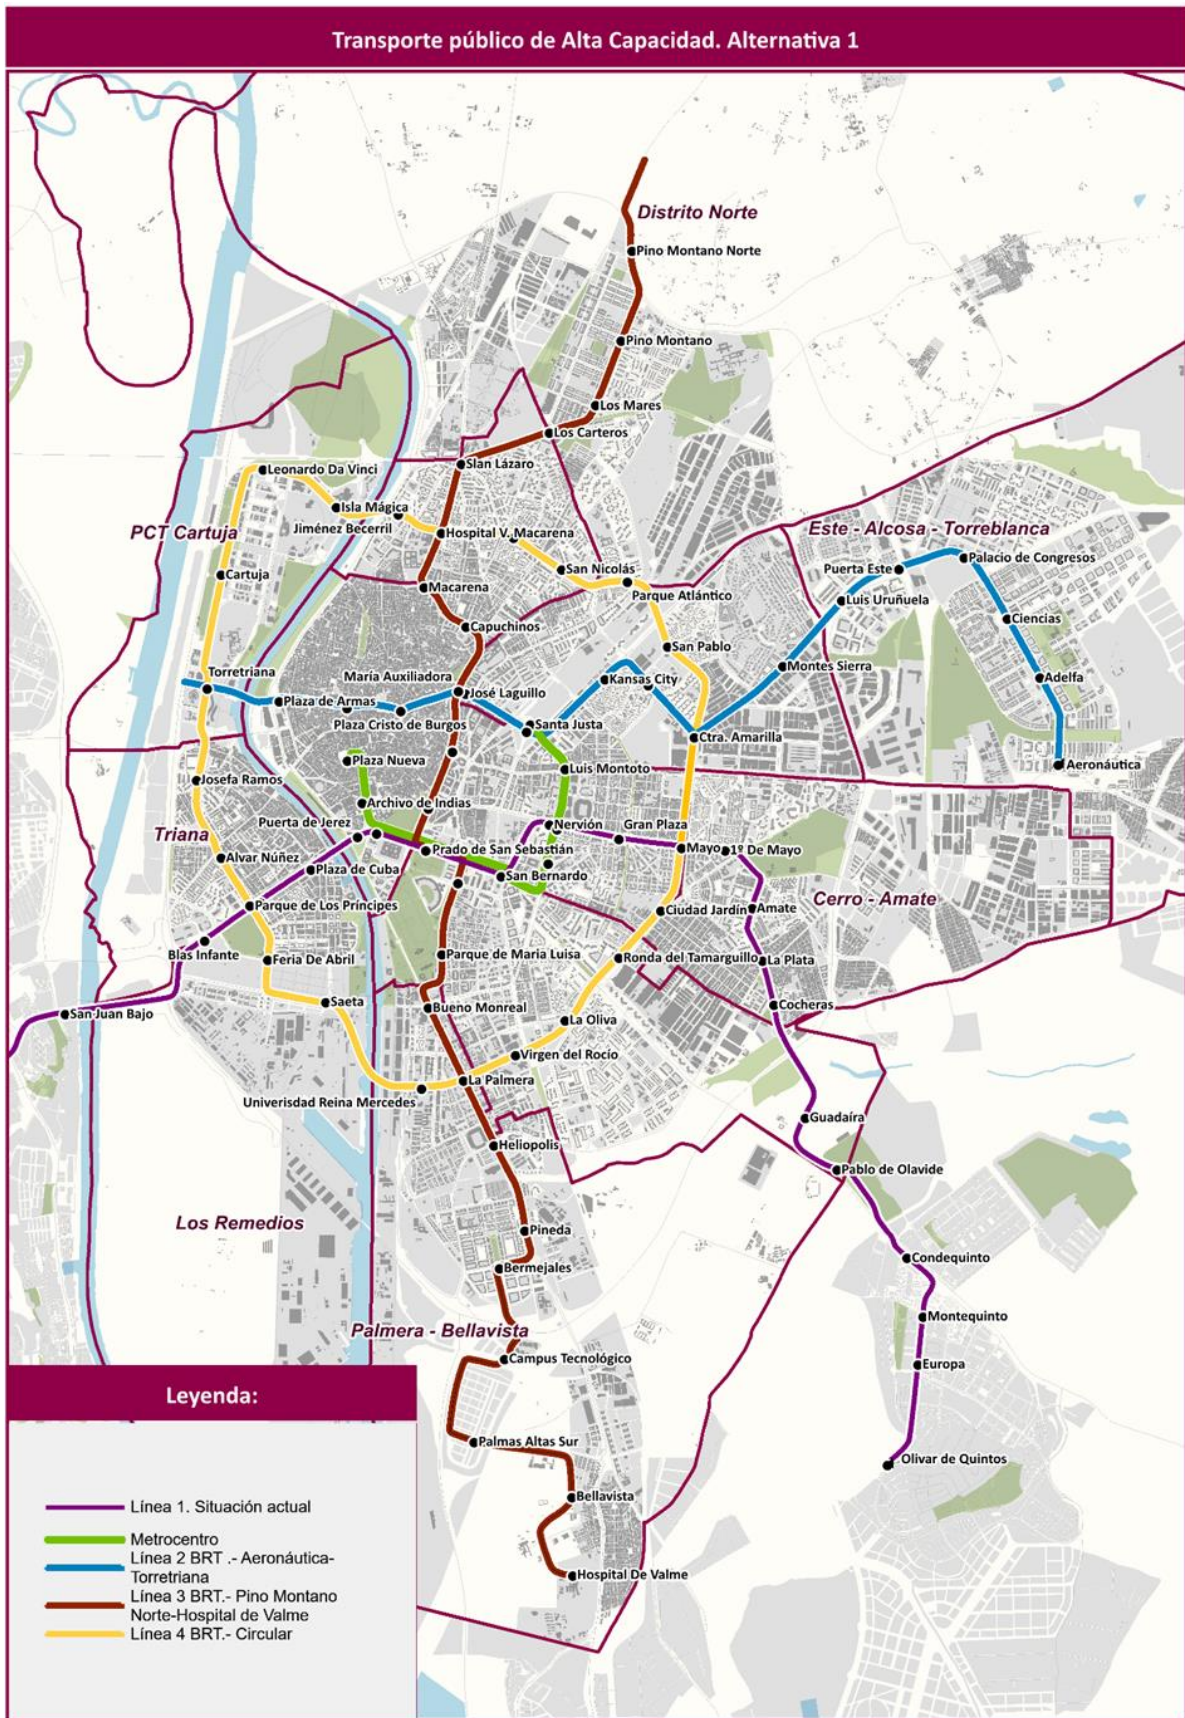 Transporte público de Alta Capacidad. Alternativa 1
Distrito Norte
Pino Montano Norte
Pino Montano
Los Mares
Los Carteros
Slan Lázaro
Leonardo Da Vinci
Isla Mágica
PCT Cartuja
Jiménez Becerril
Hospital V. Macarena
Este - Alcosa - Torreblanca
Palacio de Congresos
Puerta Este
San Nicolás
Cartuja
Macarena
Parque Atlántico
Luis Uruñuela
Ciencias
Capuchinos
San Pablo
Montes Sierra
Torretriana
María Auxiliadora
José Laguillo
Kansas City
Adelfa
Plaza de Armas
Plaza Cristo de Burgos
Santa Justa
Ctra. Amarilla
Plaza Nueva
Luis Montoto
Aeronáutica
Josefa Ramos
Archivo de Indias
Triana
Puerta de Jerez
Nervión
Gran Plaza
Prado de San Sebastián
Mayo
1º De Mayo
Alvar Núñez
Plaza de Cuba
San Bernardo
Cerro - Amate
Parque de Los Príncipes
Ciudad Jardín
Amate
Blas Infante
Feria De Abril
Parque de Maria Luisa
Ronda del Tamarguillo
La Plata
Saeta
Bueno Monreal
Cocheras
San Juan Bajo
La Oliva
Virgen del Rocío
La Palmera
Univerisdad Reina Mercedes
Guadaíra
Heliopolis
Pablo de Olavide
Los Remedios
Pineda
Condequinto
Bermejales
Montequinto
Palmera - Bellavista
Campus Tecnológico
Europa
Palmas Altas Sur
Olivar de Quintos
Bellavista
Hospital De Valme
Leyenda:
Línea 1. Situación actual
Metrocentro
Línea 2 BRT .- Aeronáutica-
Torretriana
Línea 3 BRT.- Pino Montano
Norte-Hospital de Valme
Línea 4 BRT.- Circular